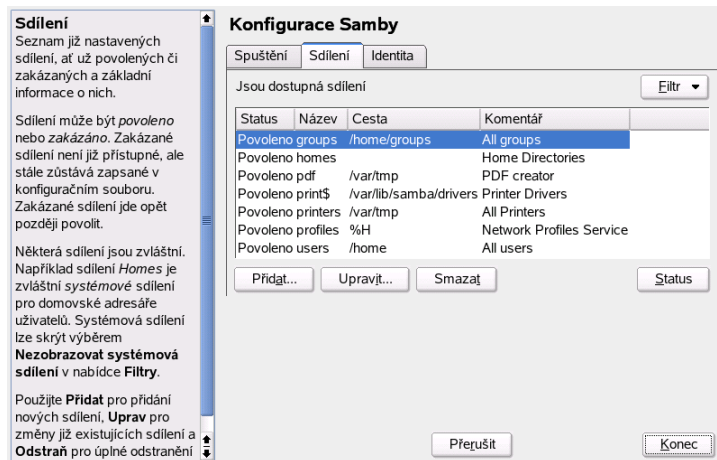 Sdílení
Seznam již nastavených
sdílení, ať už povolených či
zakázaných a základní
informace o nich.
Sdílení může být povoleno
nebo zakázáno. Zakázané
sdílení není již přístupné, ale
stále zůstává zapsané v
konfiguračním souboru.
Zakázané sdílení jde opět
později povolit.
Některá sdílení jsou zvláštní.
Například sdílení Homes je
zvláštní systémové sdílení
pro domovské adresáře
uživatelů. Systémová sdílení
lze skrýt výběrem
Nezobrazovat systémová
sdílení v nabídce Filtry.
Použijte Přidat pro přidání
nových sdílení, Uprav pro
změny již existujících sdílení a
Odstraň pro úplné odstranění
Konfigurace Samby
Spuštění Sdílení Identita
Jsou dostupná sdílení Filtr
Status Název Cesta Komentář
Povoleno groups /home/groups All groups
Povoleno homes Home Directories
Povoleno pdf /var/tmp PDF creator
Povoleno print$ /var/lib/samba/drivers Printer Drivers
Povoleno printers /var/tmp All Printers
Povoleno profiles %H Network Profiles Service
Povoleno users /home All users
Přidat... Upravit... Smazat Status
Přerušit Konec